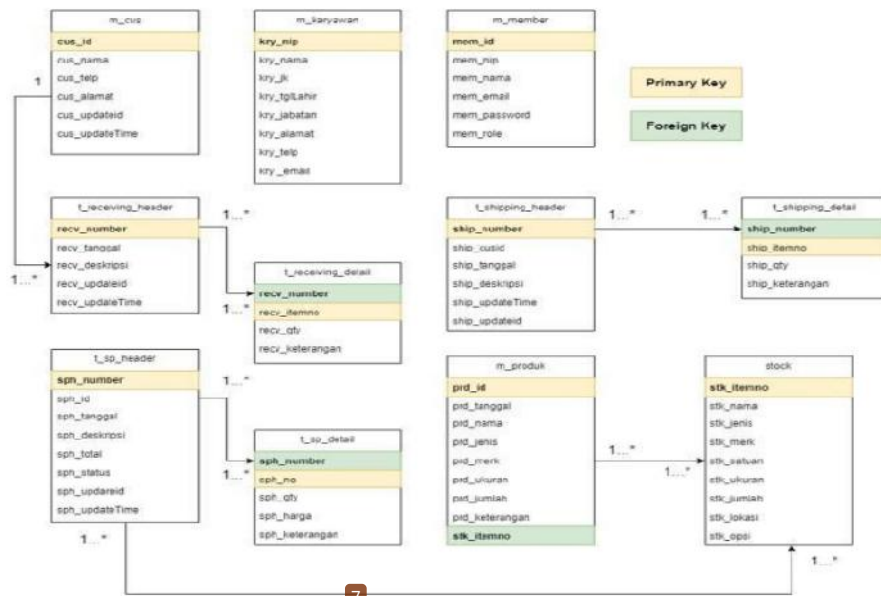 m_cus
cus_id
cus_nama
cus_telp
cus_alamat
cus_updateid
cus_updateTime
m_karyawan
kry_nip
kry_nama
kry_jk
kry_tglLahir
kry_jabatan
kry_alamat
kry_telp
kry_email
m_member
mem_id
mem_nip
mem_nama
mem_email
mem_password
mem_role
Primary Key
Foreign Key
1
1...*
t_receiving_header
recv_number
recv_tanggal
recv_deskripsi
recv_updateid
recv_updateTime
1...*
1...*
t_receiving_detail
recv_number
recv_itemno
recv_qty
recv_keterangan
t_shipping_header
ship_number
ship_cusid
ship_tanggal
ship_deskripsi
ship_updateTime
ship_updateid
1...*
1...*
t_shipping_detail
ship_number
ship_itemno
ship_qty
ship_keterangan
t_sp_header
sph_number
sph_id
sph_tanggal
sph_deskripsi
sph_total
sph_status
sph_updareid
sph_updateTime
1...*
1...*
t_sp_detail
sph_number
sph_no
sph_qty
sph_harga
sph_keterangan
m_produk
prd_id
prd_tanggal
prd_nama
prd_jenis
prd_merk
prd_ukuran
prd_jumlah
prd_keterangan
stk_itemno
1...*
1...*
stock
stk_itemno
stk_nama
stk_jenis
stk_merk
stk_satuan
stk_ukuran
stk_jumlah
stk_lokasi
stk_opsi
1...*
1...*
7